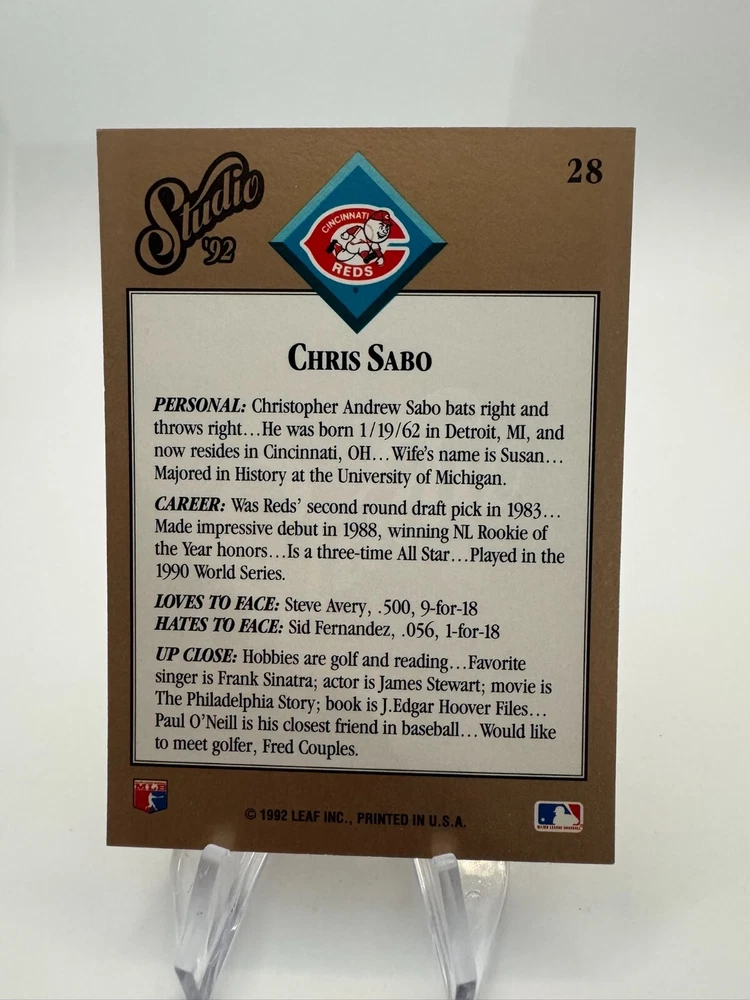 Studio
'92
28
CINCINNATI
REDS
CHRIS SABO
PERSONAL: Christopher Andrew Sabo bats right and
throws right...He was born 1/19/62 in Detroit, MI, and
now resides in Cincinnati, OH...Wife's name is Susan...
Majored in History at the University of Michigan.
CAREER: Was Reds' second round draft pick in 1983...
Made impressive debut in 1988, winning NL Rookie of
the Year honors...Is a three-time All Star...Played in the
1990 World Series.
LOVES TO FACE: Steve Avery, .500, 9-for-18
HATES TO FACE: Sid Fernandez, .056, 1-for-18
UP CLOSE: Hobbies are golf and reading...Favorite
singer is Frank Sinatra; actor is James Stewart; movie is
The Philadelphia Story; book is J.Edgar Hoover Files...
Paul O'Neill is his closest friend in baseball...Would like
to meet golfer, Fred Couples.
MLB
© 1992 LEAF INC., PRINTED IN U.S.A.
MAJOR LEAGUE BASEBALL